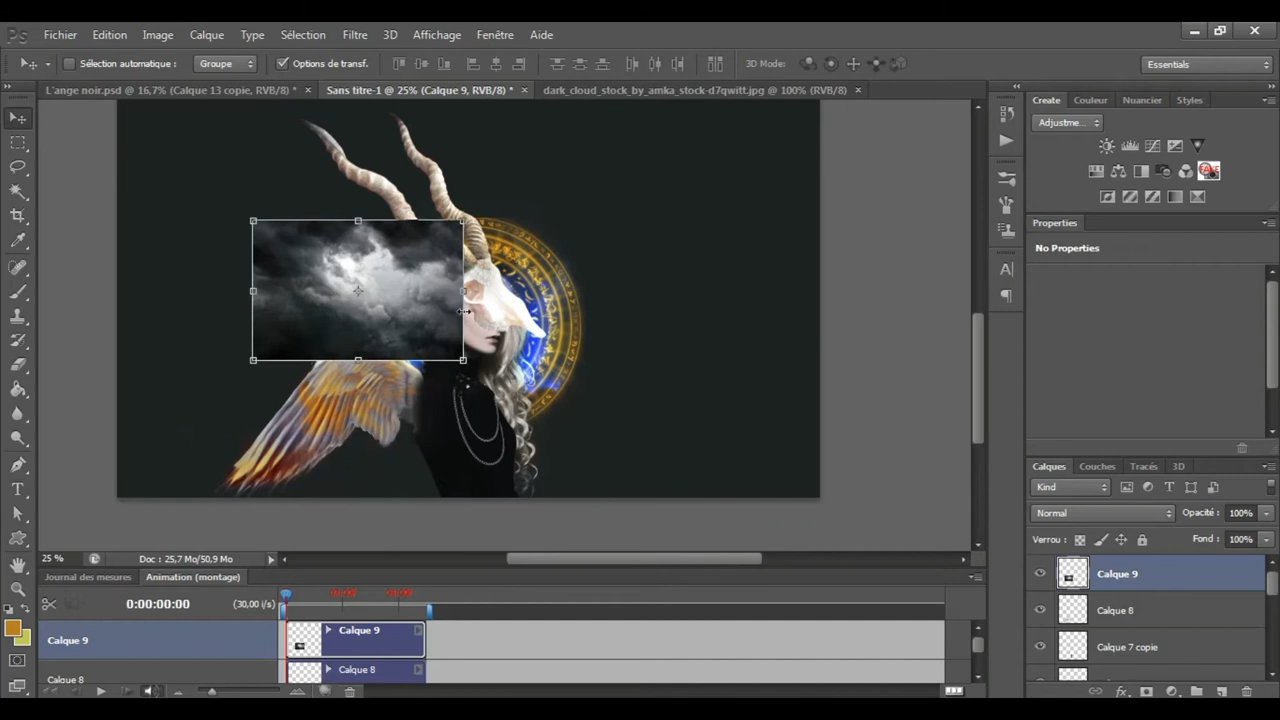 Ps Fichier Edition Image Calque Type Sélection Filtre 3D Affichage Fenêtre Aide
Sélection automatique : Groupe Options de transf. 3D Mode: Essentials
L'ange noir.psd @ 16,7% (Calque 13 copie, RVB/8) * × Sans titre-1 @ 25% (Calque 9, RVB/8) * × dark_cloud_stock_by_amka_stock-d7qwitt.jpg @ 100% (RVB/8) ×
Create Couleur Nuancier Styles
Adjustme...
Properties
No Properties
Calques Couches Tracés 3D
Kind
Normal Opacité : 100%
Verrou : Fond : 100%
Calque 9
Calque 8
Calque 7 copie
25 % Doc : 25,7 Mo/50,9 Mo
Journal des mesures Animation (montage)
0:00:00:00 (30,00 i/s)
Calque 9 Calque 9
Calque 8 Calque 8